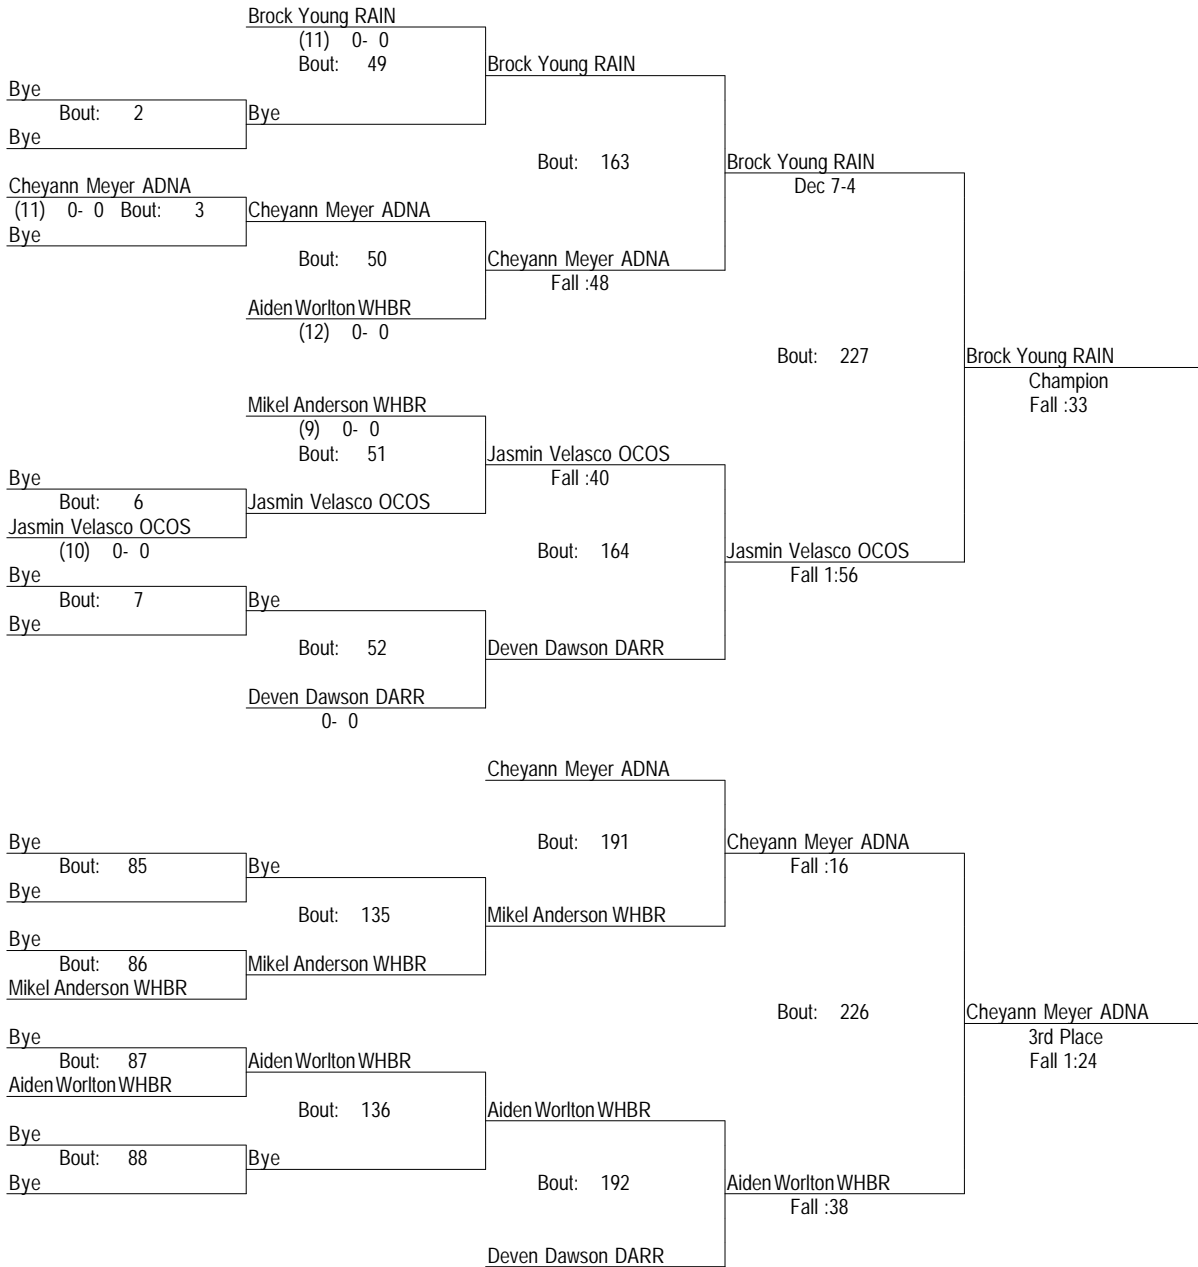 Brock Young RAIN
(11) 0- 0
Bout: 49
Brock Young RAIN
Bye
Bout: 2
Bye
Bye
Bout: 163
Brock Young RAIN
Dec 7-4
Cheyann Meyer ADNA
(11) 0- 0 Bout: 3
Cheyann Meyer ADNA
Bye
Bout: 50
Cheyann Meyer ADNA
Fall :48
Aiden Worlton WHBR
(12) 0- 0
Bout: 227
Brock Young RAIN
Champion
Fall :33
Mikel Anderson WHBR
(9) 0- 0
Bout: 51
Jasmin Velasco OCOS
Fall :40
Bye
Bout: 6
Jasmin Velasco OCOS
Jasmin Velasco OCOS
(10) 0- 0
Bout: 164
Jasmin Velasco OCOS
Fall 1:56
Bye
Bout: 7
Bye
Bye
Bout: 52
Deven Dawson DARR
Deven Dawson DARR
0- 0
Cheyann Meyer ADNA
Bye
Bout: 85
Bye
Bye
Bout: 191
Cheyann Meyer ADNA
Fall :16
Bout: 135
Mikel Anderson WHBR
Bye
Bout: 86
Mikel Anderson WHBR
Mikel Anderson WHBR
Bout: 226
Cheyann Meyer ADNA
3rd Place
Fall 1:24
Bye
Bout: 87
Aiden Worlton WHBR
Aiden Worlton WHBR
Bout: 136
Aiden Worlton WHBR
Bye
Bout: 88
Bye
Bye
Bout: 192
Aiden Worlton WHBR
Fall :38
Deven Dawson DARR